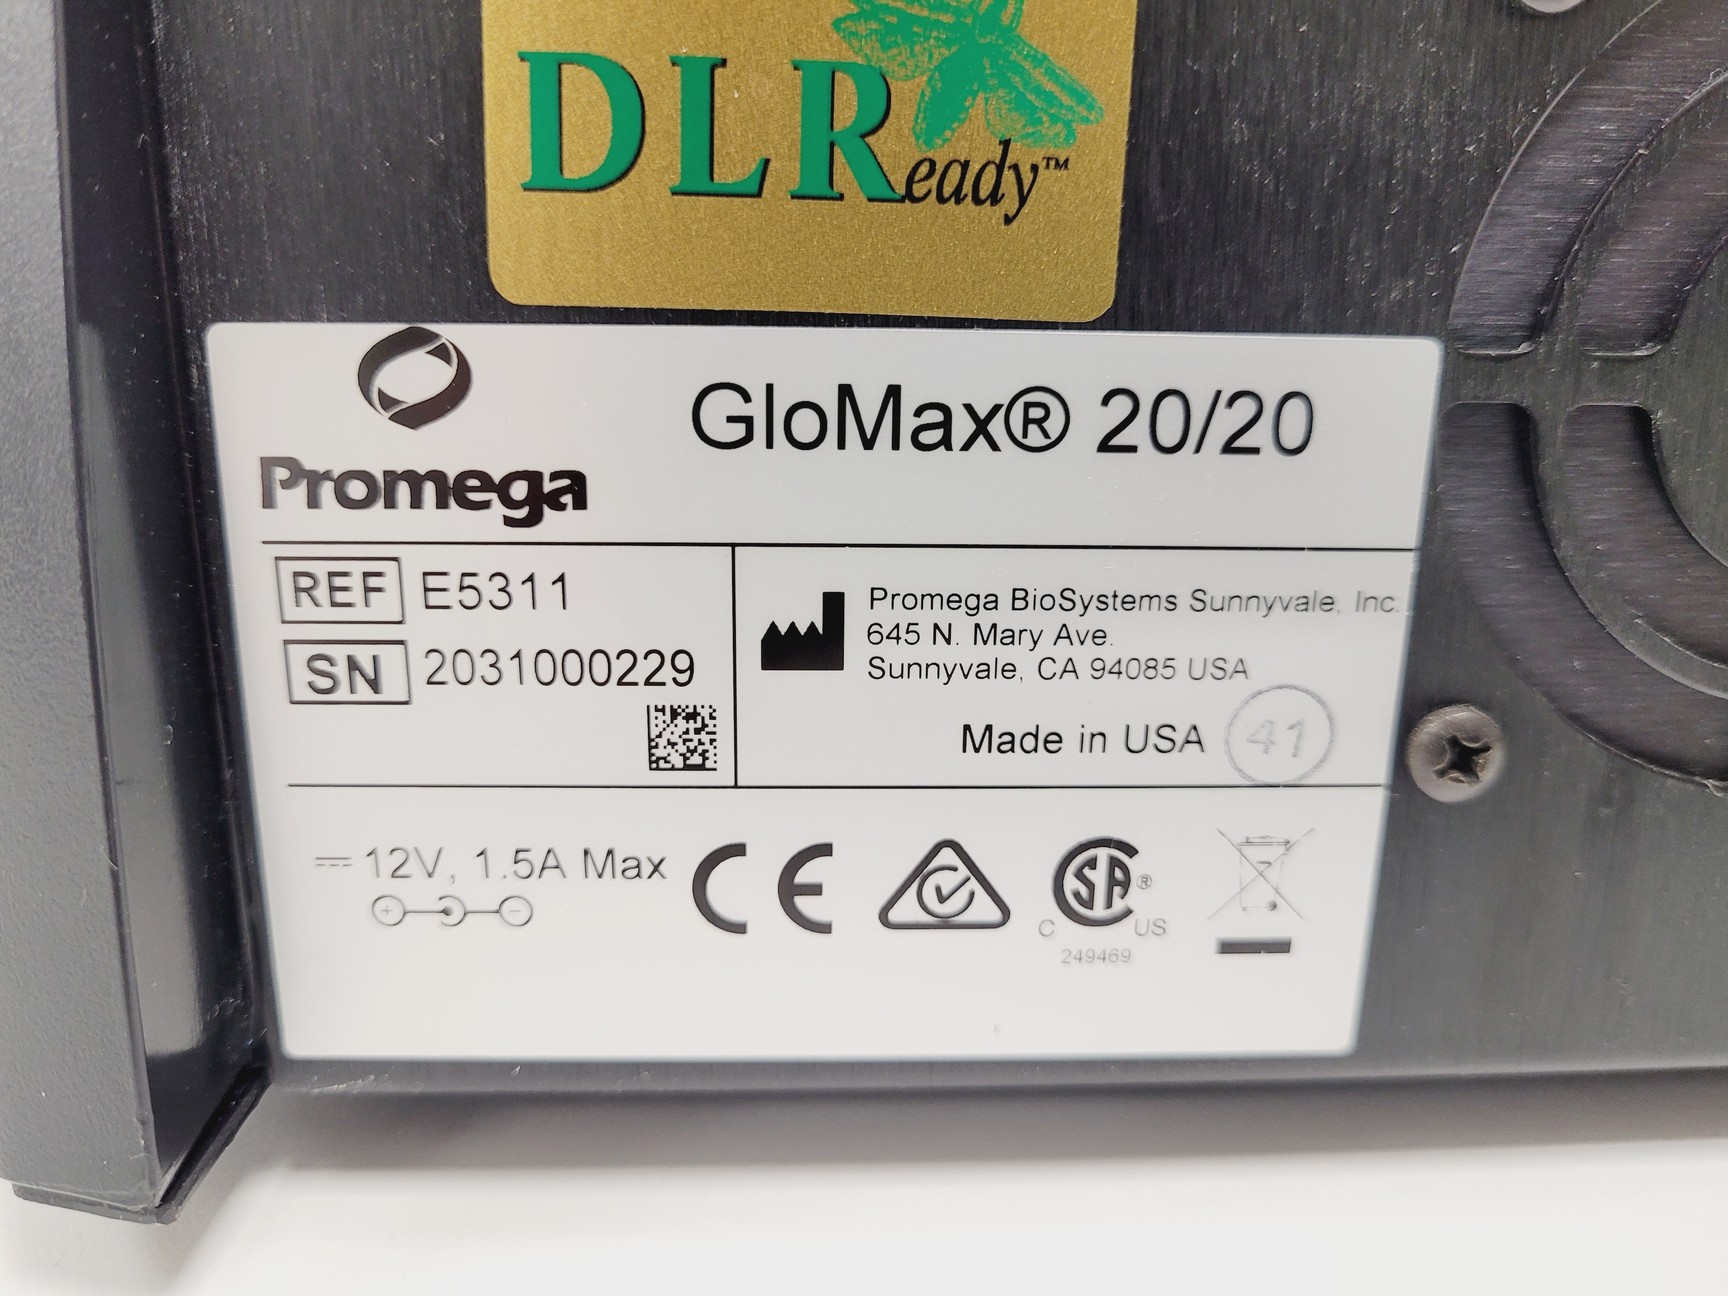 DLReady™
GloMax® 20/20
Promega
REF E5311
SN 2031000229
Promega BioSystems Sunnyvale, Inc.
645 N. Mary Ave.
Sunnyvale, CA 94085 USA
Made in USA 41
12V, 1.5A Max
+ -
CE
CSA®
C US
249469